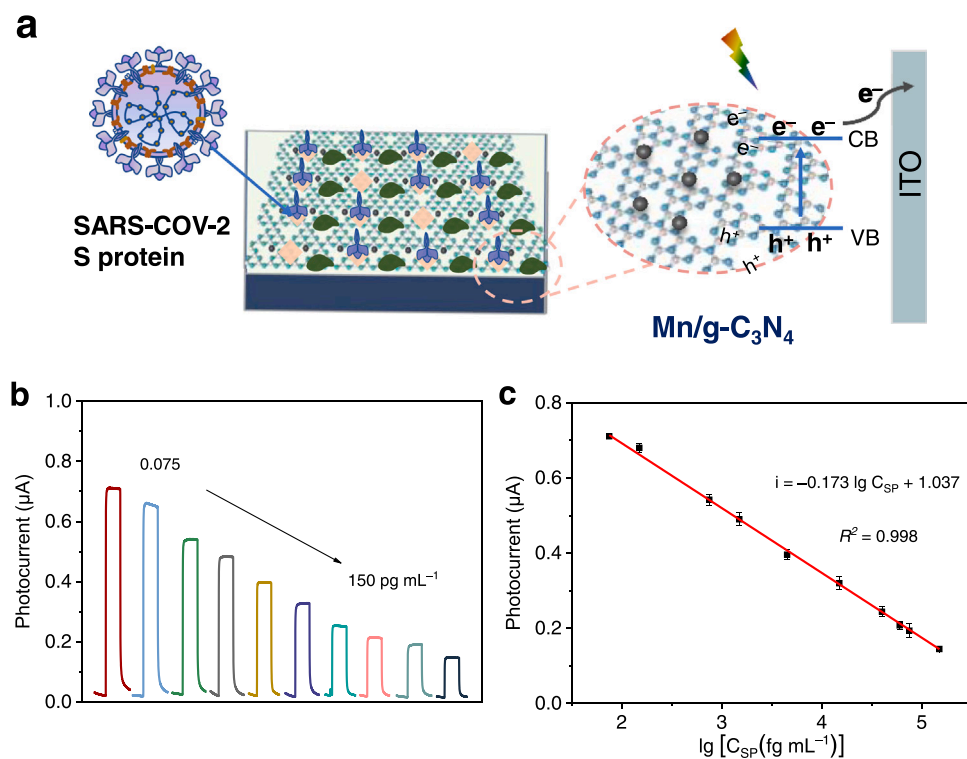 a
SARS-COV-2
S protein
e⁻
e⁻
e⁻ e⁻
e⁻
CB
h⁺
h⁺
h⁺ h⁺
VB
ITO
Mn/g-C₃N₄
b
Photocurrent (μA)
1.0
0.8
0.6
0.4
0.2
0.0
0.075
150 pg mL⁻¹
c
Photocurrent (μA)
0.8
0.6
0.4
0.2
0.0
i = −0.173 lg C_SP + 1.037
R² = 0.998
2 3 4 5
lg [C_SP(fg mL⁻¹)]